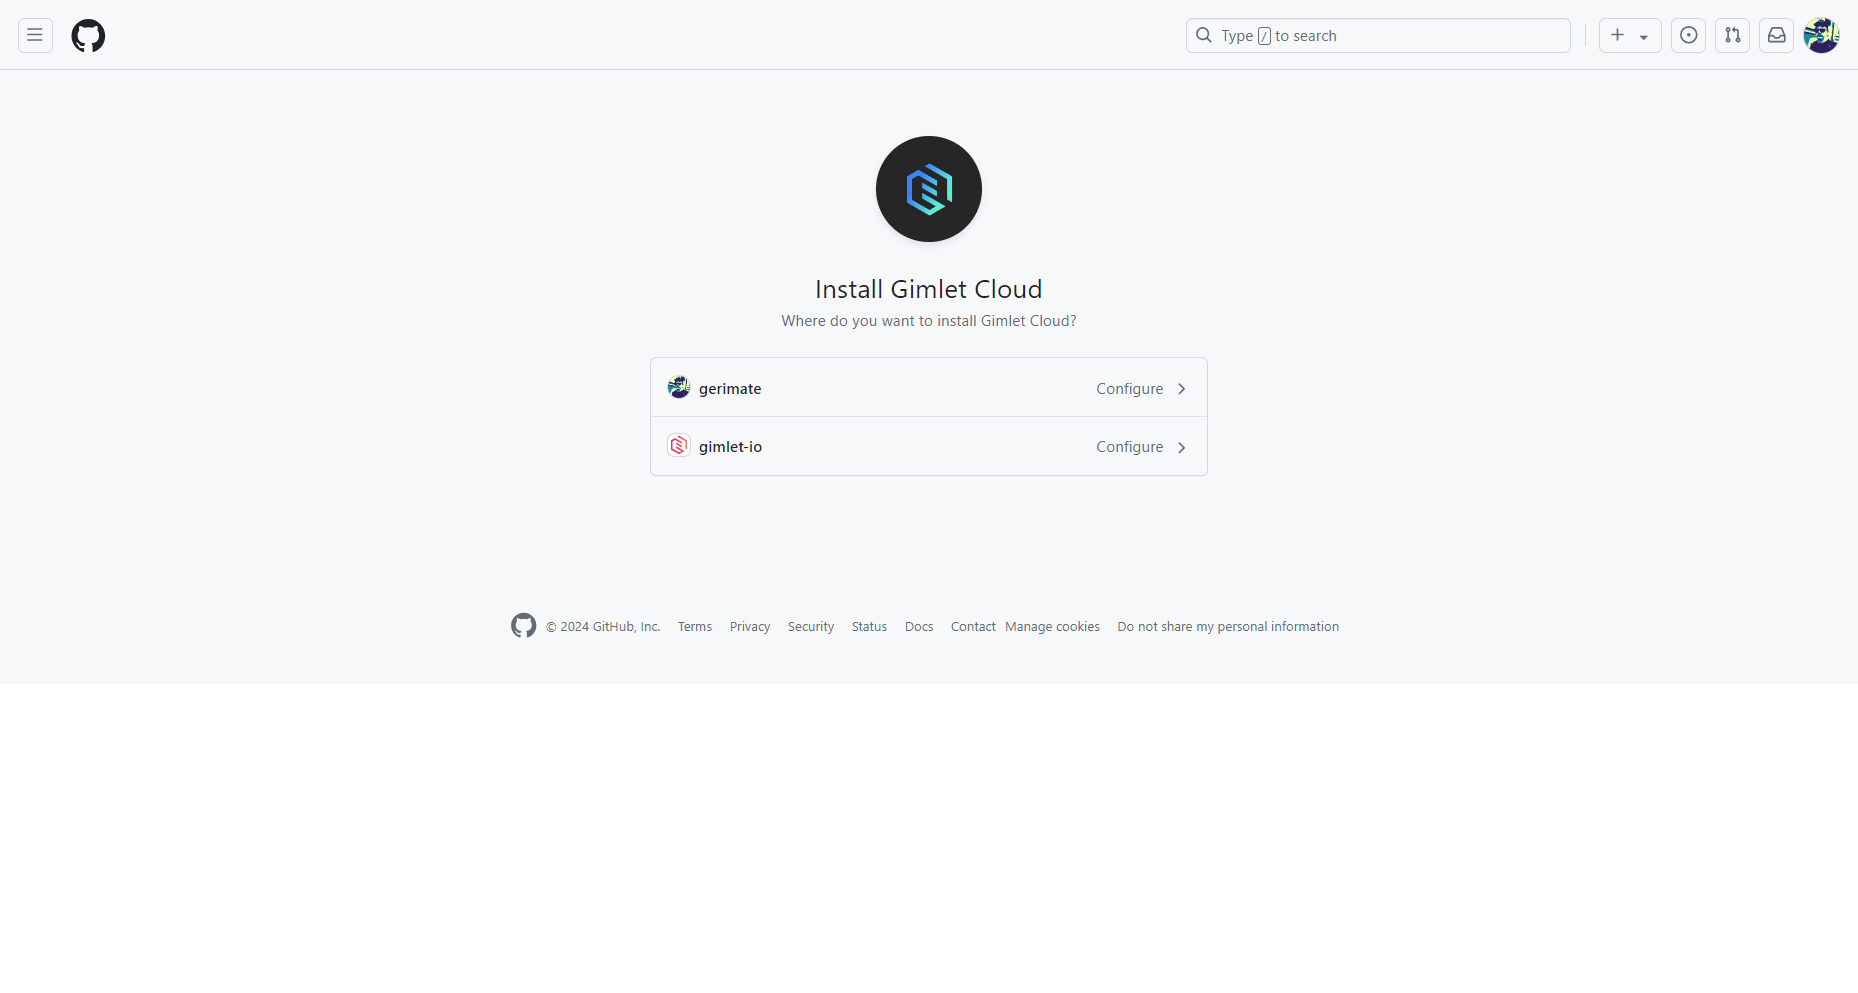 Type / to search
Install Gimlet Cloud
Where do you want to install Gimlet Cloud?
gerimate Configure
gimlet-io Configure
© 2024 GitHub, Inc. Terms Privacy Security Status Docs Contact Manage cookies Do not share my personal information